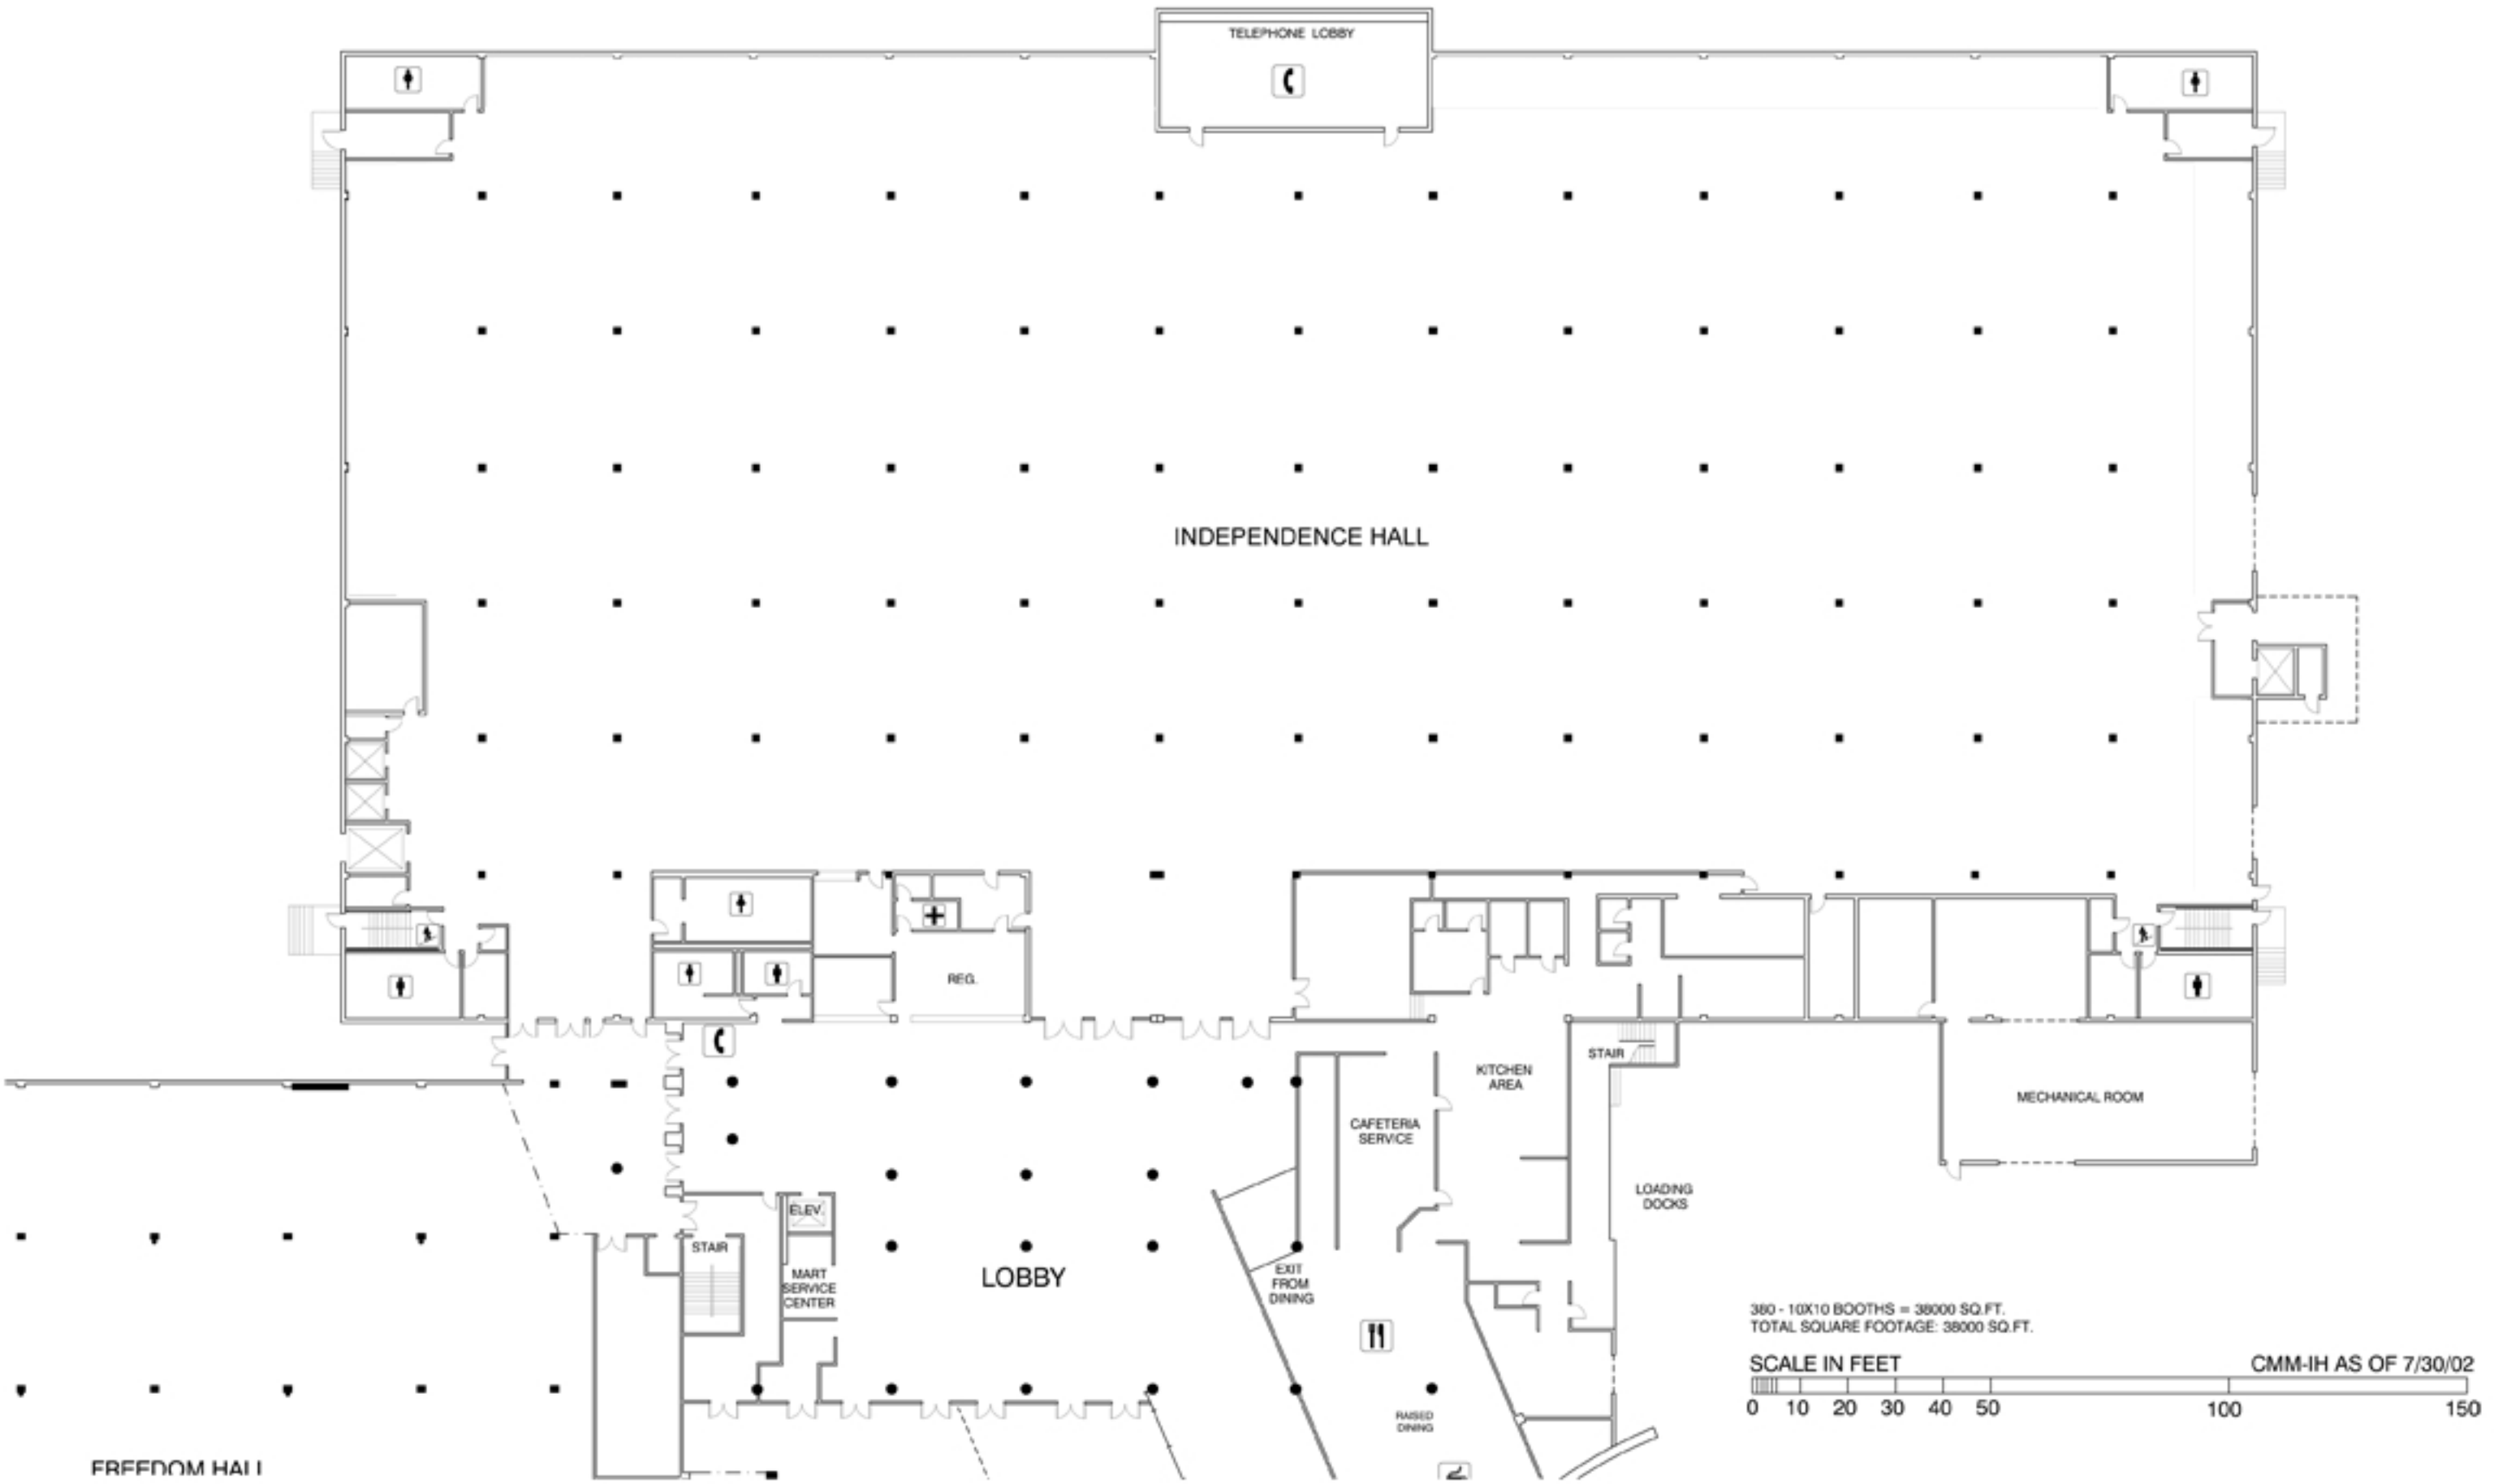 TELEPHONE LOBBY
INDEPENDENCE HALL
REG.
STAIR
KITCHEN
AREA
MECHANICAL ROOM
CAFETERIA
SERVICE
LOADING
DOCKS
ELEV.
STAIR
MART
SERVICE
CENTER
LOBBY
EXIT
FROM
DINING
380 - 10X10 BOOTHS = 38000 SQ.FT.
TOTAL SQUARE FOOTAGE: 38000 SQ.FT.
SCALE IN FEET
CMM-IH AS OF 7/30/02
0 10 20 30 40 50 100 150
RAISED
DINING
FREEDOM HALL